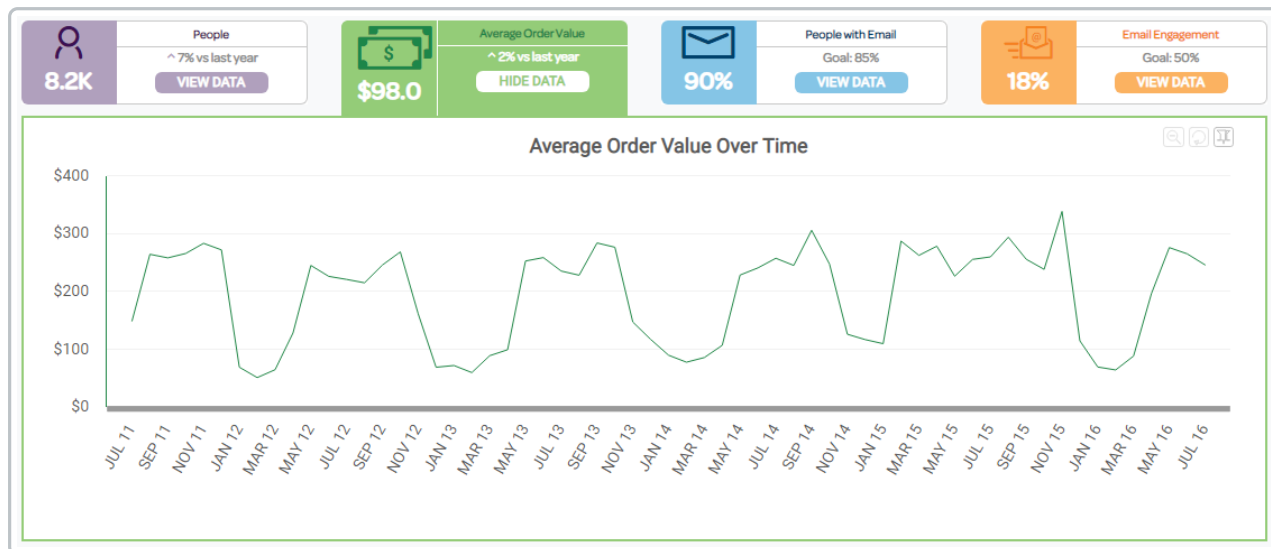 People
^ 7% vs last year
8.2K
VIEW DATA
$
Average Order Value
^ 2% vs last year
$98.0
HIDE DATA
People with Email
Goal: 85%
90%
VIEW DATA
@
Email Engagement
Goal: 50%
18%
VIEW DATA
Average Order Value Over Time
$400
$300
$200
$100
$0
JUL 11
SEP 11
NOV 11
JAN 12
MAR 12
MAY 12
JUL 12
SEP 12
NOV 12
JAN 13
MAR 13
MAY 13
JUL 13
SEP 13
NOV 13
JAN 14
MAR 14
MAY 14
JUL 14
SEP 14
NOV 14
JAN 15
MAR 15
MAY 15
JUL 15
SEP 15
NOV 15
JAN 16
MAR 16
MAY 16
JUL 16